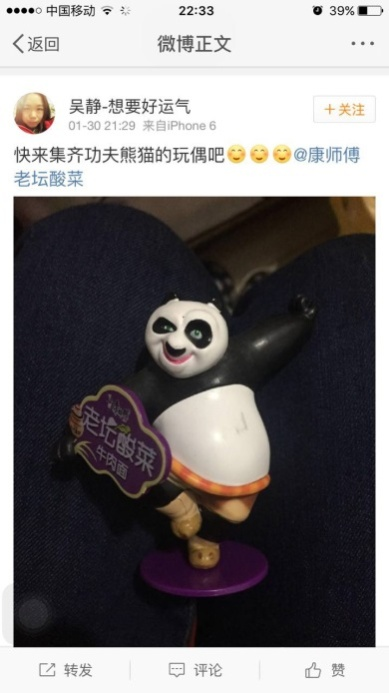 中国移动
22:33
39%
返回
微博正文
吴静-想要好运气
+关注
01-30 21:29 来自iPhone 6
快来集齐功夫熊猫的玩偶吧😊😊😊@康师傅
老坛酸菜
老坛酸菜
牛肉面
转发
评论
赞